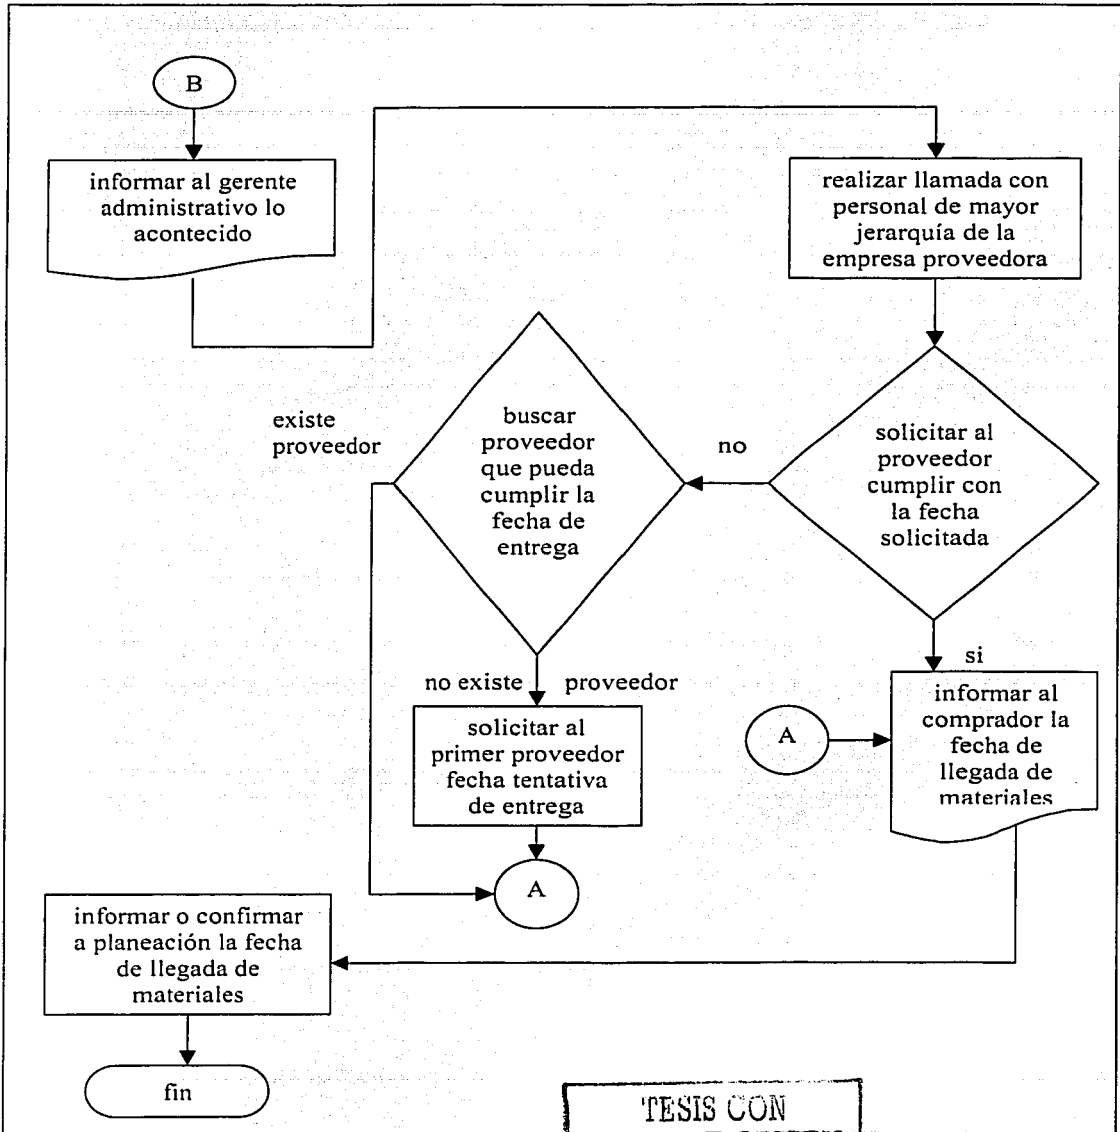 B
informar al gerente
administrativo lo
acontecido
realizar llamada con
personal de mayor
jerarquía de la
empresa proveedora
solicitar al
proveedor
cumplir con
la fecha
solicitada
no
buscar
proveedor
que pueda
cumplir la
fecha de
entrega
existe
proveedor
no existe proveedor
solicitar al
primer proveedor
fecha tentativa
de entrega
A
si
A
informar al
comprador la
fecha de
llegada de
materiales
informar o confirmar
a planeación la fecha
de llegada de
materiales
fin
TESIS CON